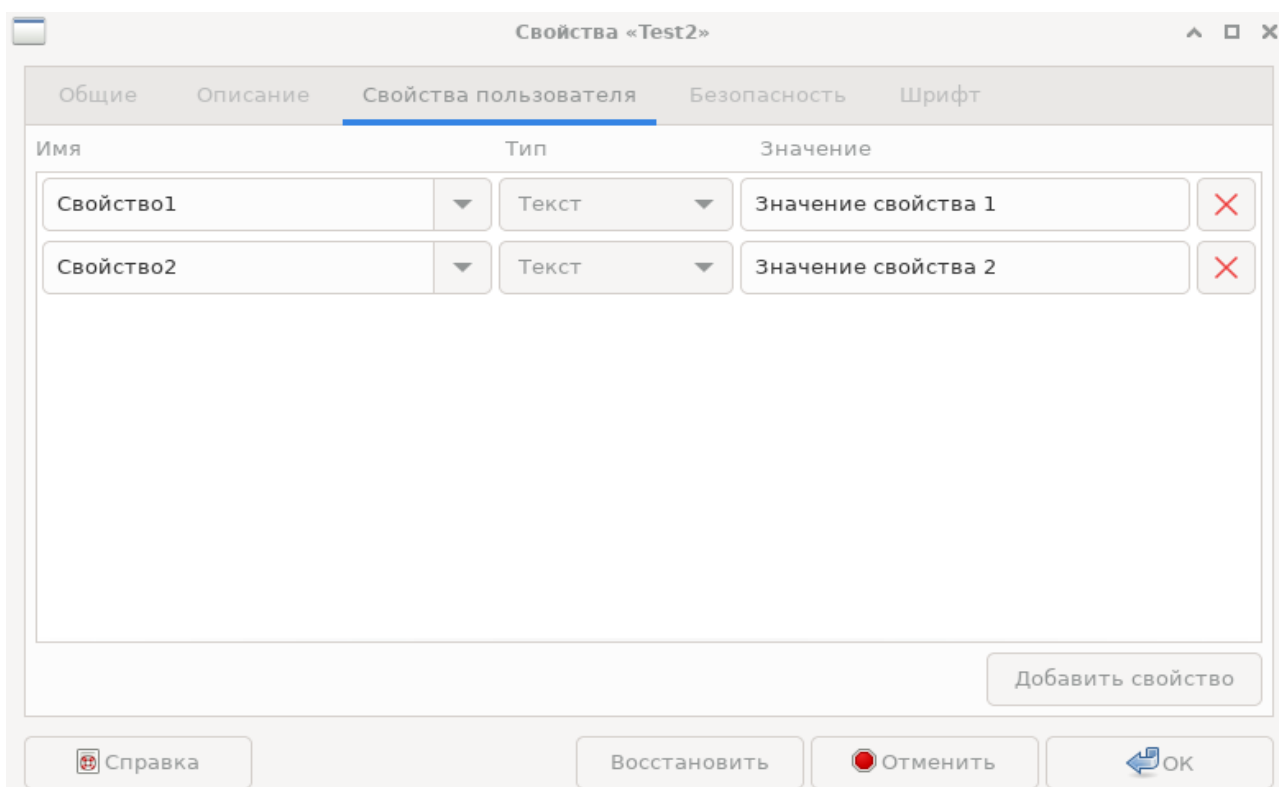 Свойства «Test2»
Общие Описание Свойства пользователя Безопасность Шрифт
Имя Тип Значение
Свойство1 Текст Значение свойства 1
Свойство2 Текст Значение свойства 2
Добавить свойство
Справка Восстановить Отменить OK